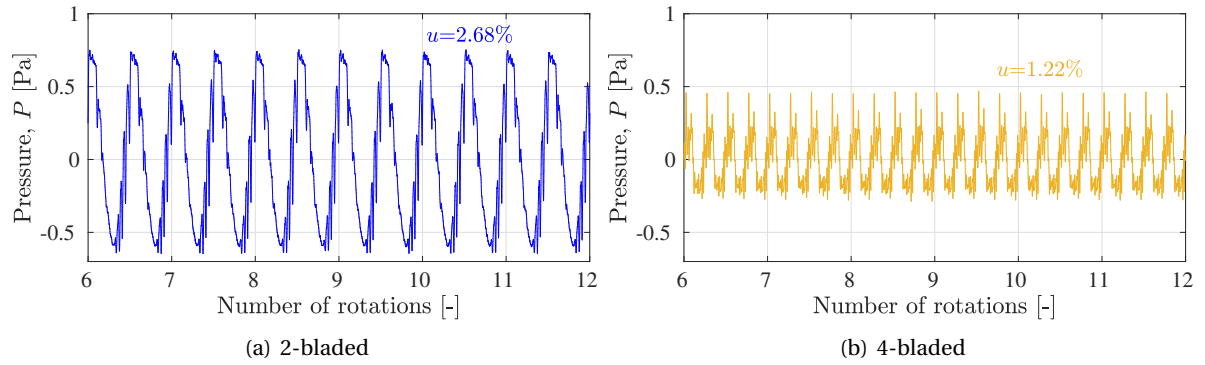 1
0.5
0
-0.5
Pressure, P [Pa]
u=2.68%
6 7 8 9 10 11 12
Number of rotations [-]
(a) 2-bladed
1
0.5
0
-0.5
Pressure, P [Pa]
u=1.22%
6 7 8 9 10 11 12
Number of rotations [-]
(b) 4-bladed